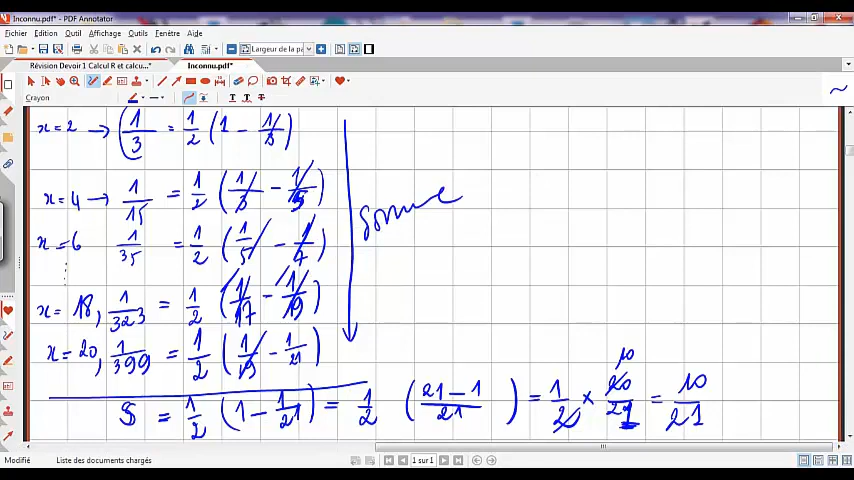 Inconnu.pdf* - PDF Annotator
Fichier Edition Outil Document Affichage Outils Fenêtre Aide
Largeur de la pa
Révision Devoir 1 Calcul R et calcu...* Inconnu.pdf*
Crayon
x = 2 → 1/3 = 1/2 (1 - 1/3)
x = 4 → 1/15 = 1/2 (1/3 - 1/5)
somme
x = 6 1/35 = 1/2 (1/5 - 1/7)
⋮
x = 18, 1/323 = 1/2 (1/17 - 1/19)
x = 20, 1/399 = 1/2 (1/19 - 1/21)
S = 1/2 (1 - 1/21) = 1/2 ((21-1)/21) = 1/2 × 20/21 = 10/21
10
Modifié Liste des documents chargés 1 sur 1